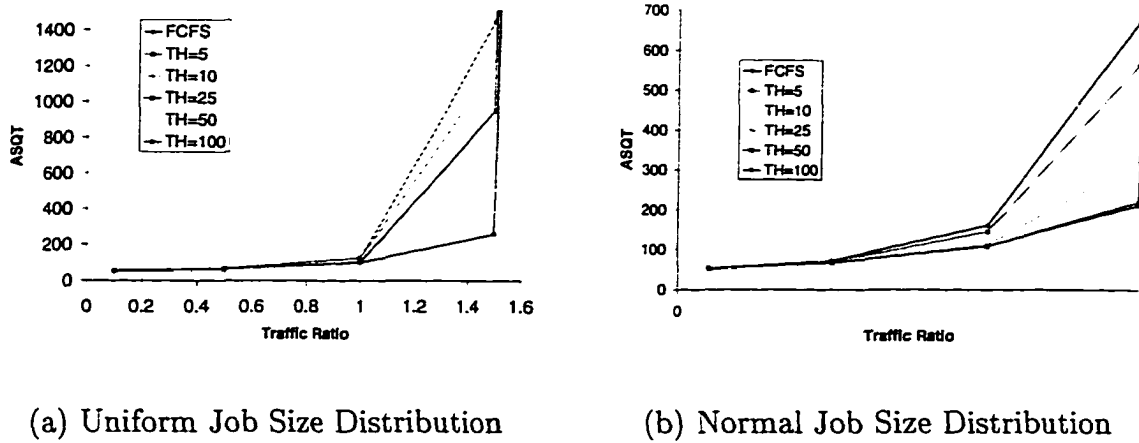 1400
1200
1000
800
600
400
200
0
ASQT
FCFS
TH=5
TH=10
TH=25
TH=50
TH=100
0 0.2 0.4 0.6 0.8 1 1.2 1.4 1.6
Traffic Ratio
(a) Uniform Job Size Distribution
700
600
500
400
300
200
100
0
ASQT
FCFS
TH=5
TH=10
TH=25
TH=50
TH=100
0
Traffic Ratio
(b) Normal Job Size Distribution